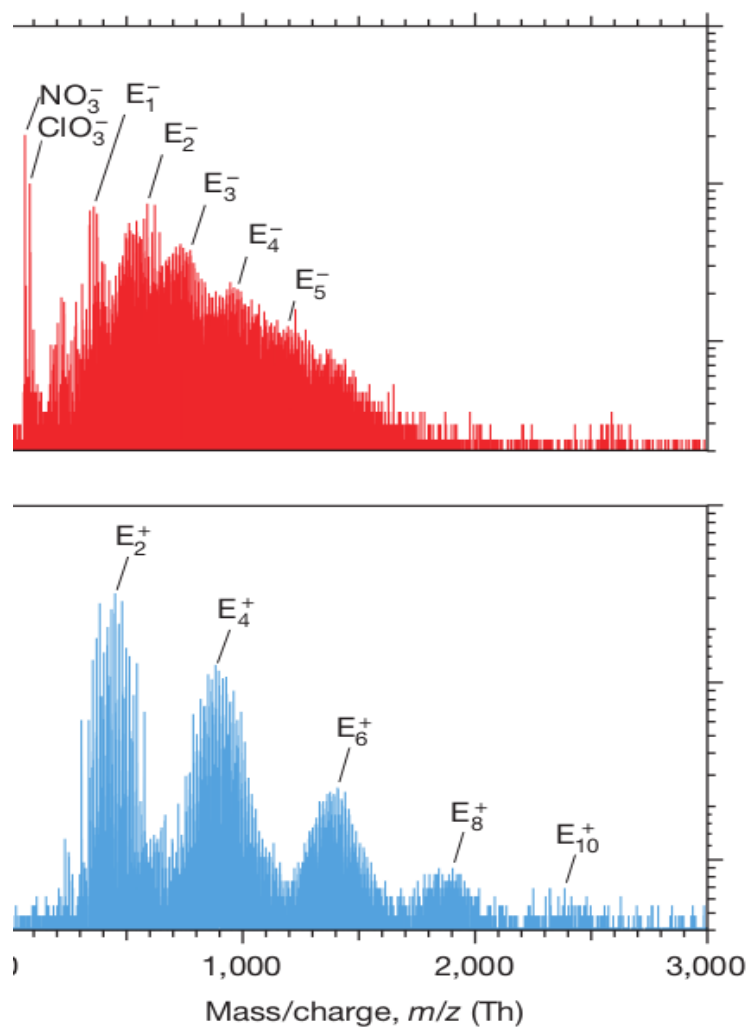 NO₃⁻
ClO₃⁻
E₁⁻
E₂⁻
E₃⁻
E₄⁻
E₅⁻
E₂⁺
E₄⁺
E₆⁺
E₈⁺
E₁₀⁺
1,000 2,000 3,000
Mass/charge, m/z (Th)